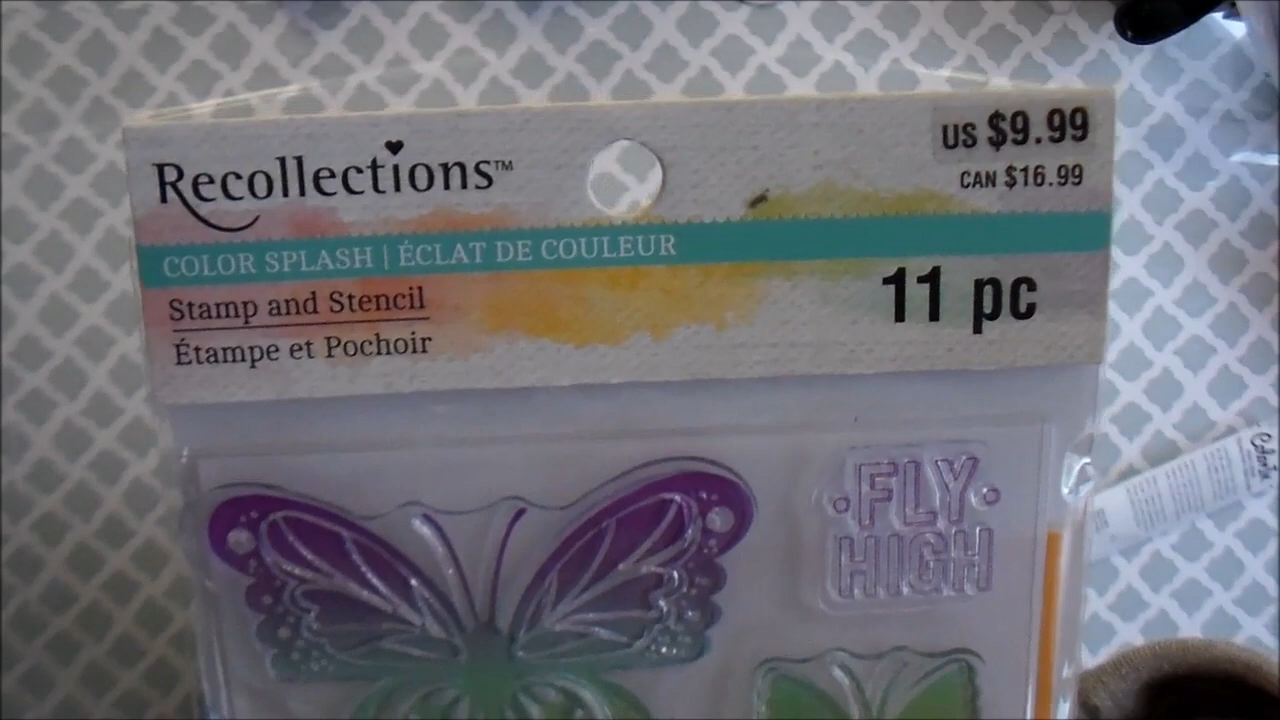 Recollections™
US $9.99
CAN $16.99
COLOR SPLASH | ÉCLAT DE COULEUR
Stamp and Stencil
Étampe et Pochoir
11 pc
·FLY·
HIGH